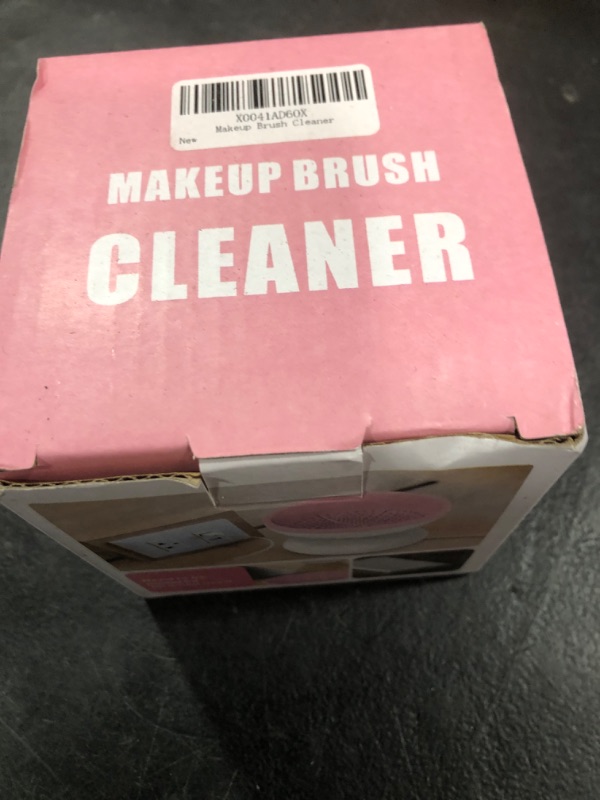 X0041AD60X
Makeup Brush Cleaner
New
MAKEUP BRUSH
CLEANER